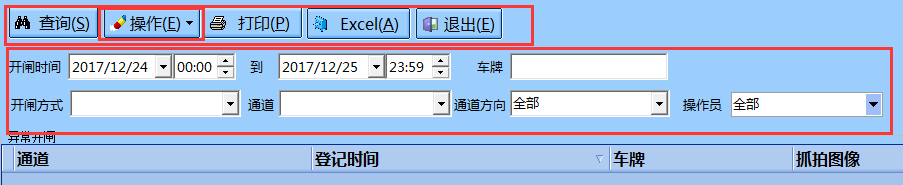 查询(S) 操作(E) 打印(P) Excel(A) 退出(E)
开闸时间 2017/12/24 00:00 到 2017/12/25 23:59 车牌
开闸方式 通道 通道方向 全部 操作员 全部
异常开闸
通道 登记时间 车牌 抓拍图像